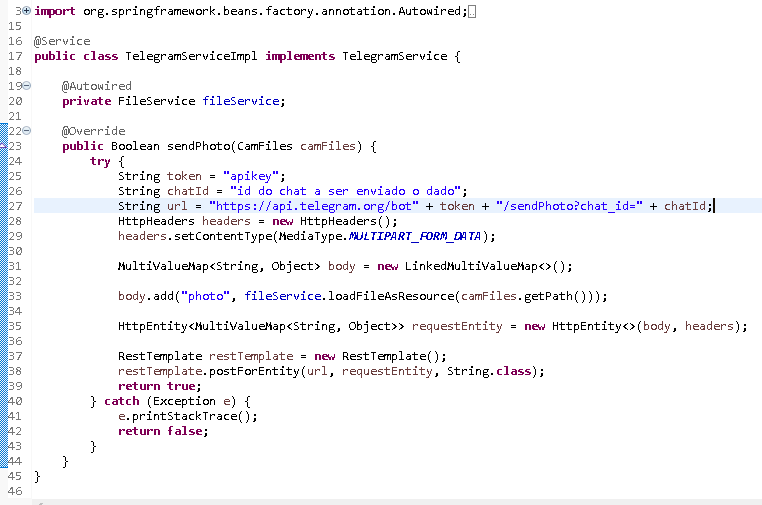 3 import org.springframework.beans.factory.annotation.Autowired;
15
16 @Service
17 public class TelegramServiceImpl implements TelegramService {
18
19 @Autowired
20 private FileService fileService;
21
22 @Override
23 public Boolean sendPhoto(CamFiles camFiles) {
24 try {
25 String token = "apikey";
26 String chatId = "id do chat a ser enviado o dado";
27 String url = "https://api.telegram.org/bot" + token + "/sendPhoto?chat_id=" + chatId;
28 HttpHeaders headers = new HttpHeaders();
29 headers.setContentType(MediaType.MULTIPART_FORM_DATA);
30
31 MultiValueMap<String, Object> body = new LinkedMultiValueMap<>();
32
33 body.add("photo", fileService.loadFileAsResource(camFiles.getPath()));
34
35 HttpEntity<MultiValueMap<String, Object>> requestEntity = new HttpEntity<>(body, headers);
36
37 RestTemplate restTemplate = new RestTemplate();
38 restTemplate.postForEntity(url, requestEntity, String.class);
39 return true;
40 } catch (Exception e) {
41 e.printStackTrace();
42 return false;
43 }
44 }
45 }
46